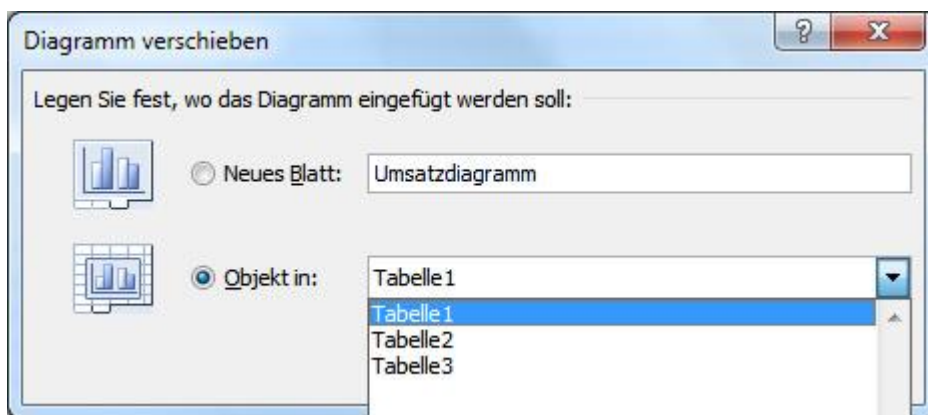 Diagramm verschieben
Legen Sie fest, wo das Diagramm eingefügt werden soll:
Neues Blatt: Umsatzdiagramm
Objekt in: Tabelle1
Tabelle1
Tabelle2
Tabelle3